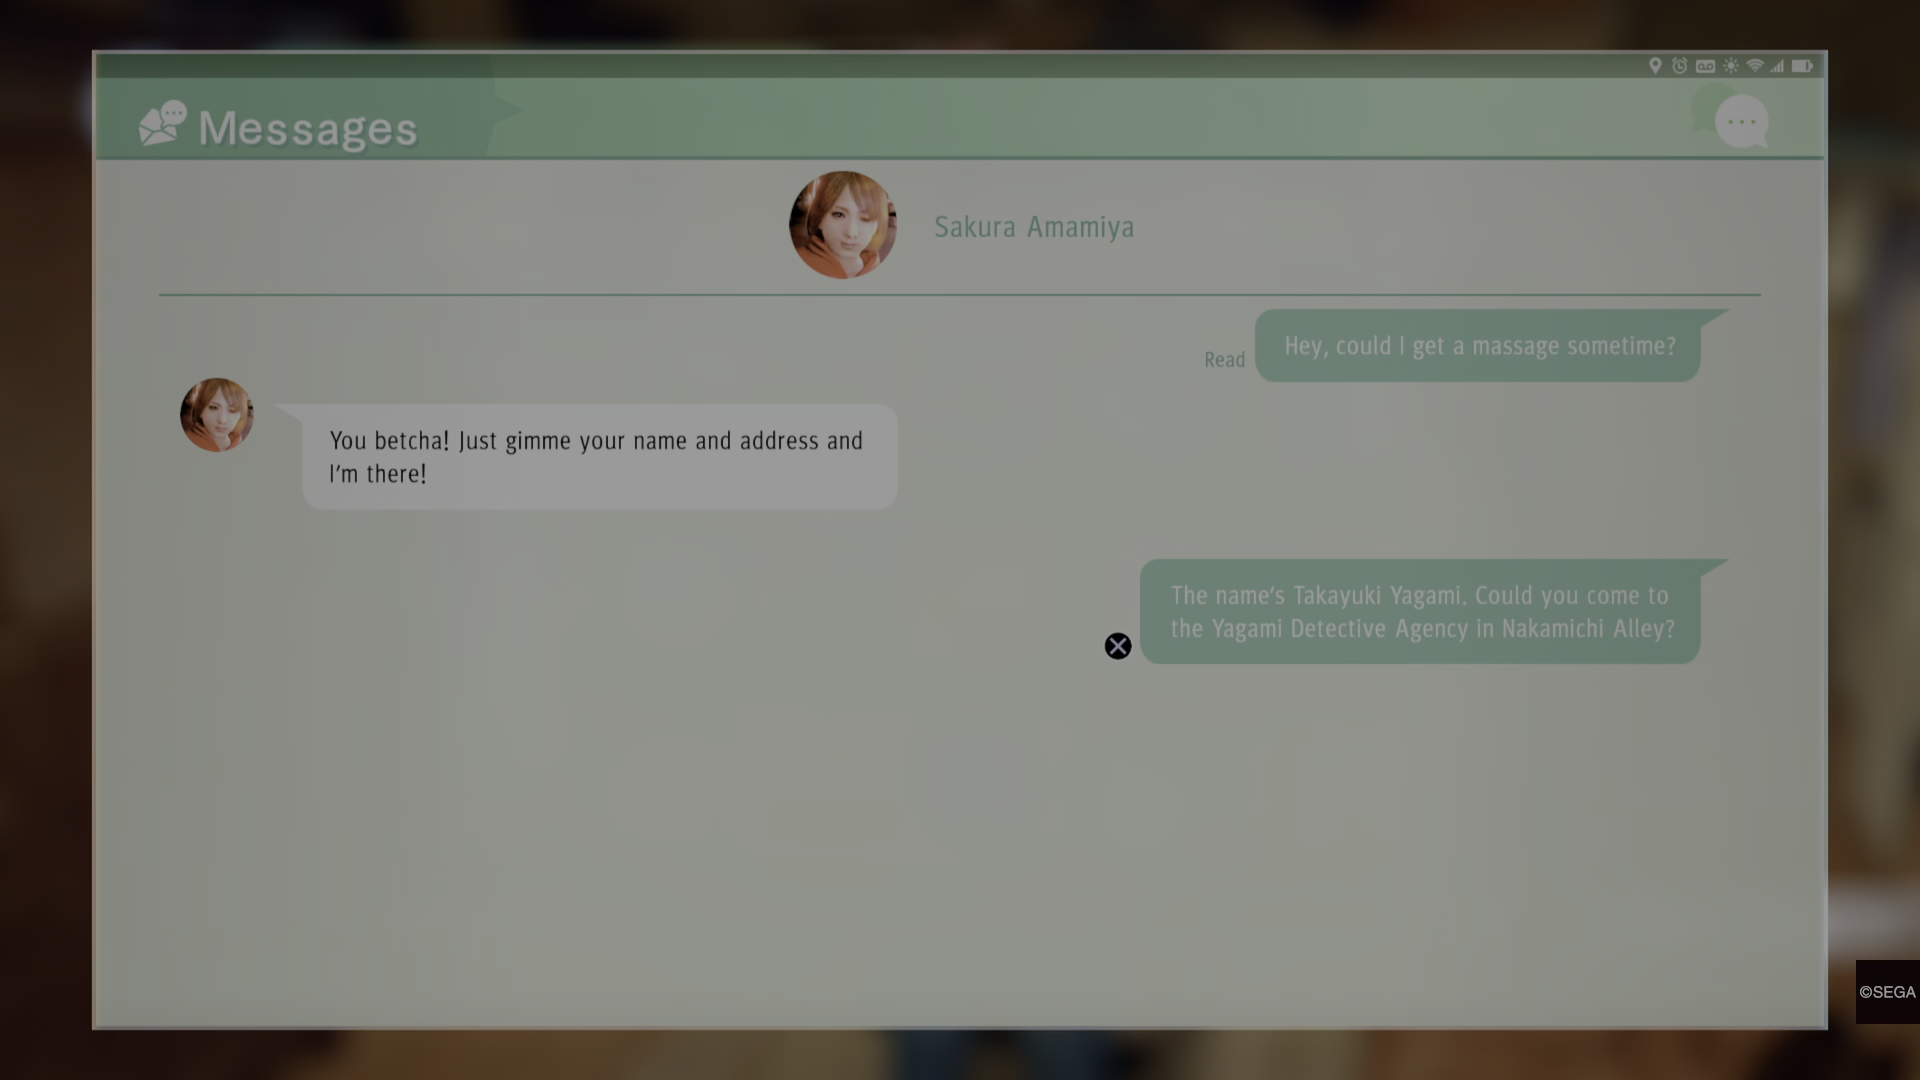 Messages
Sakura Amamiya
Hey, could I get a massage sometime?
Read
You betcha! Just gimme your name and address and
I'm there!
The name's Takayuki Yagami. Could you come to
the Yagami Detective Agency in Nakamichi Alley?
©SEGA